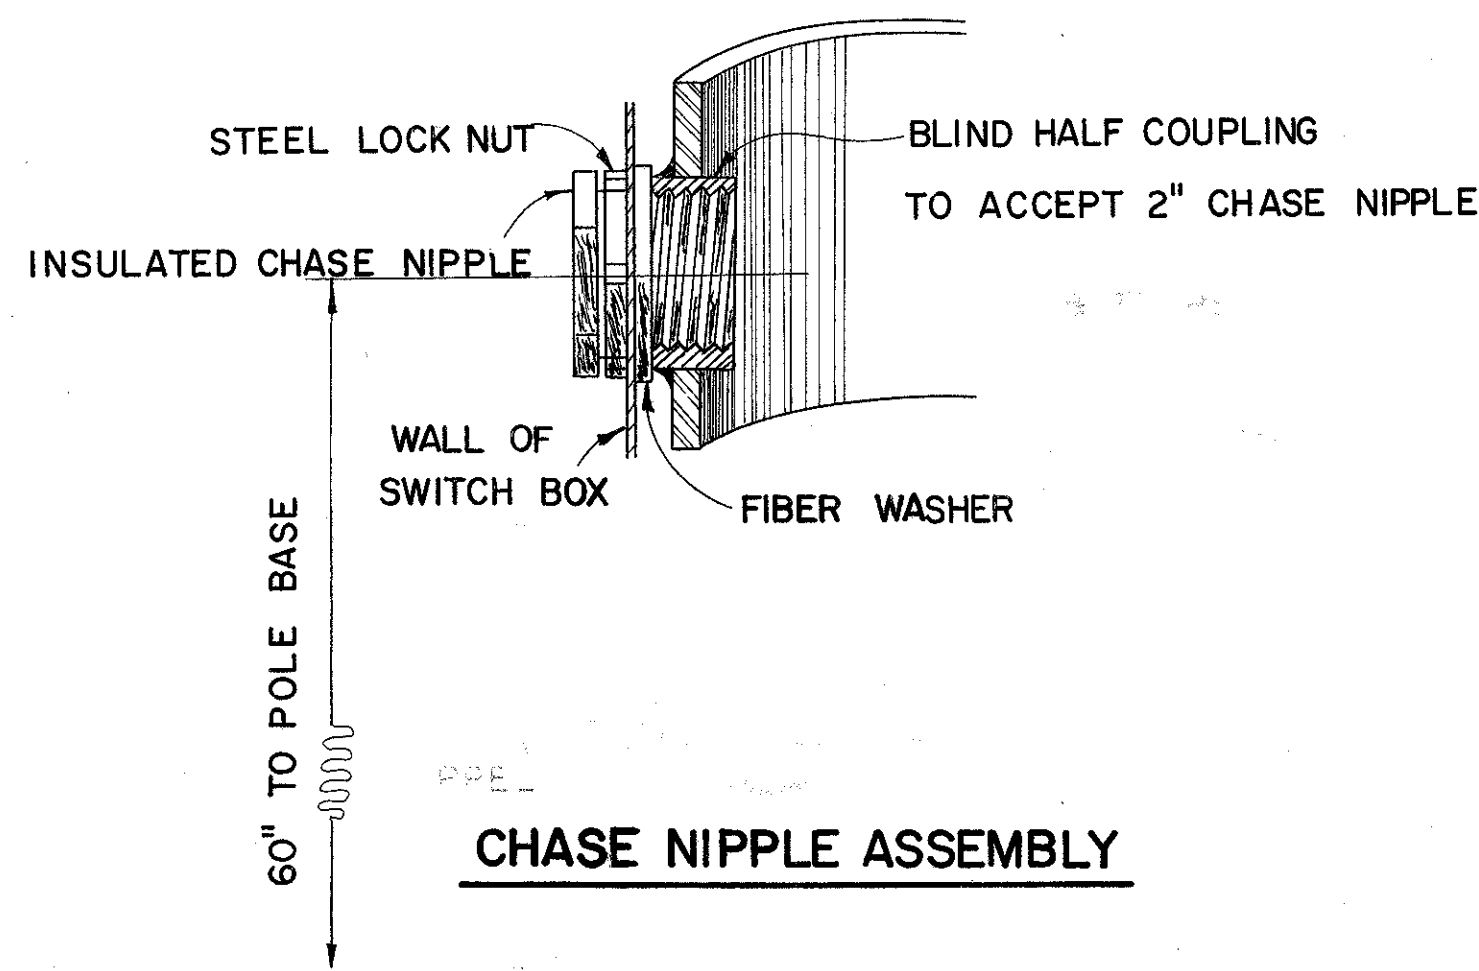 STEEL LOCK NUT
BLIND HALF COUPLING
TO ACCEPT 2" CHASE NIPPLE
INSULATED CHASE NIPPLE
WALL OF
SWITCH BOX
FIBER WASHER
60" TO POLE BASE
CHASE NIPPLE ASSEMBLY